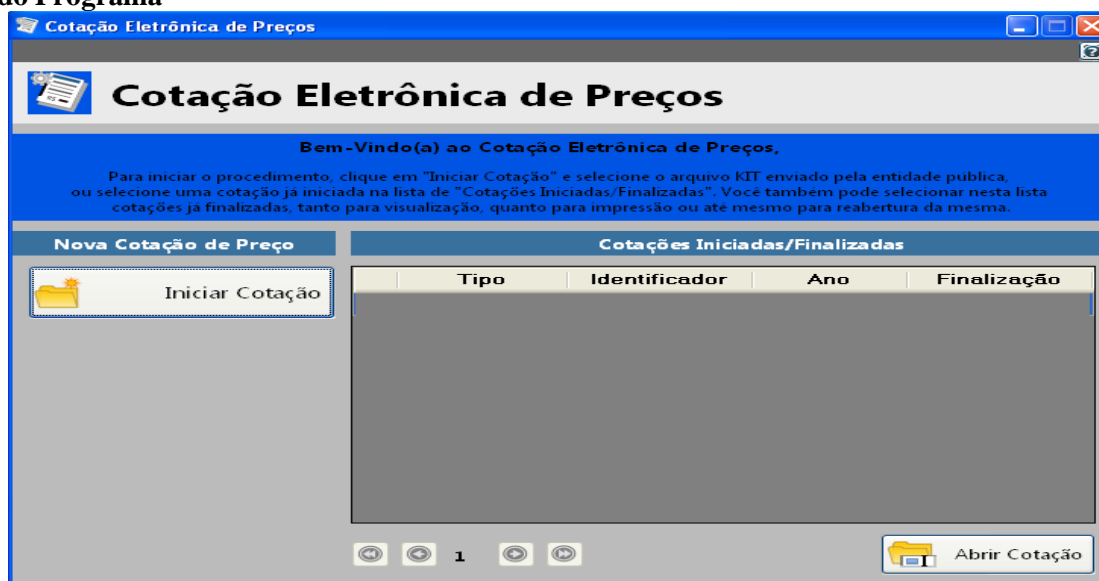 do Programa
Cotação Eletrônica de Preços
Cotação Eletrônica de Preços
Bem-Vindo(a) ao Cotação Eletrônica de Preços,
Para iniciar o procedimento, clique em "Iniciar Cotação" e selecione o arquivo KIT enviado pela entidade pública,
ou selecione uma cotação já iniciada na lista de "Cotações Iniciadas/Finalizadas". Você também pode selecionar nesta lista
cotações já finalizadas, tanto para visualização, quanto para impressão ou até mesmo para reabertura da mesma.
Nova Cotação de Preço
Cotações Iniciadas/Finalizadas
Iniciar Cotação
Tipo Identificador Ano Finalização
1
Abrir Cotação